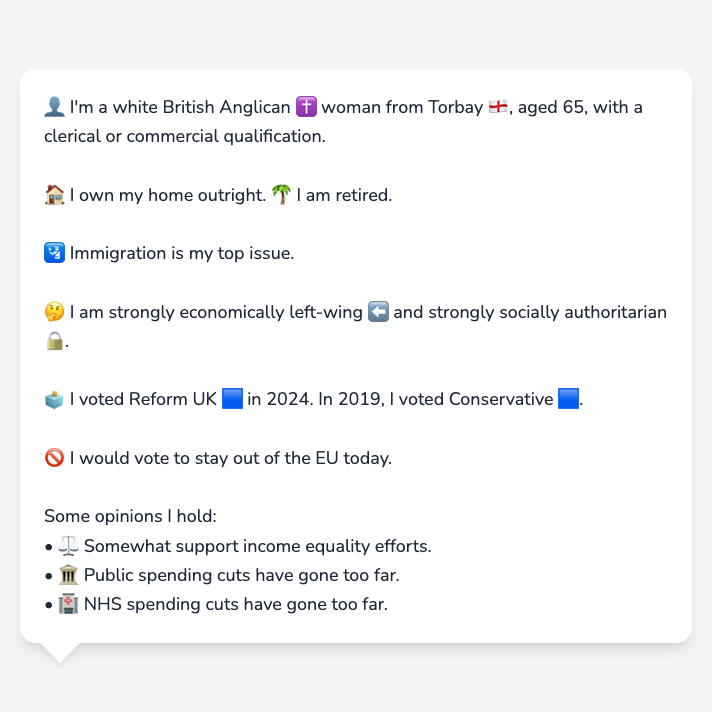 👤 I'm a white British Anglican ✝️ woman from Torbay 🏴󠁧󠁢󠁥󠁮󠁧󠁿, aged 65, with a
clerical or commercial qualification.
🏠 I own my home outright. 🌴 I am retired.
🛂 Immigration is my top issue.
🤔 I am strongly economically left-wing ⬅️ and strongly socially authoritarian
🔒.
🗳️ I voted Reform UK 🟦 in 2024. In 2019, I voted Conservative 🟦.
🚫 I would vote to stay out of the EU today.
Some opinions I hold:
• ⚖️ Somewhat support income equality efforts.
• 🏛️ Public spending cuts have gone too far.
• 🏥 NHS spending cuts have gone too far.